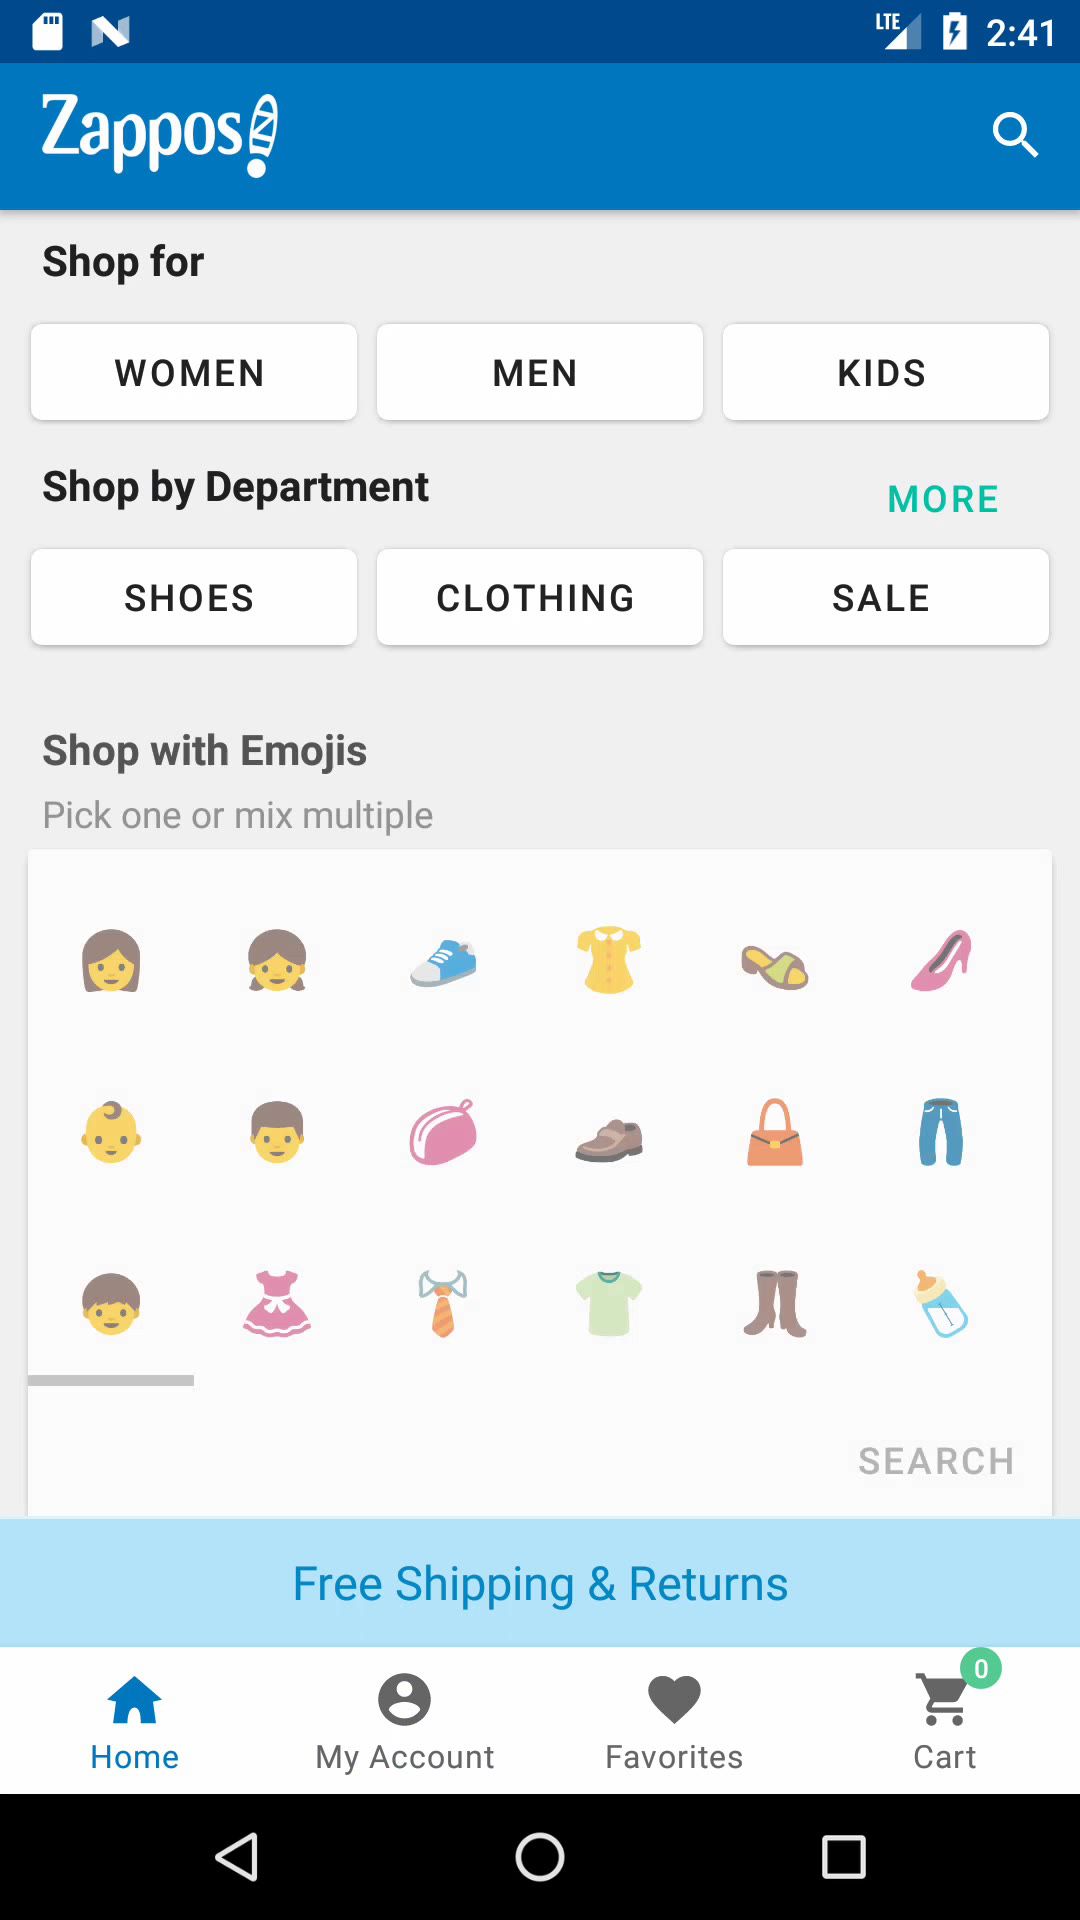 LTE 2:41
Zappos
Shop for
WOMEN MEN KIDS
Shop by Department MORE
SHOES CLOTHING SALE
Shop with Emojis
Pick one or mix multiple
SEARCH
Free Shipping & Returns
0
Home My Account Favorites Cart